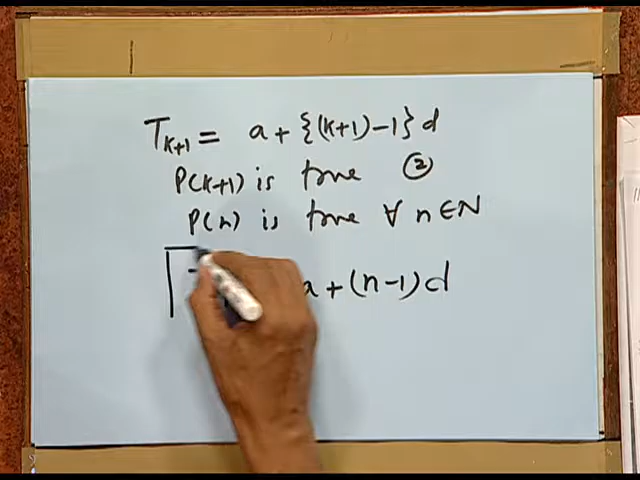 T_{k+1} = a + {(k+1)-1} d
P(k+1) is true ②
P(n) is true ∀ n ∈ N
a + (n-1) d